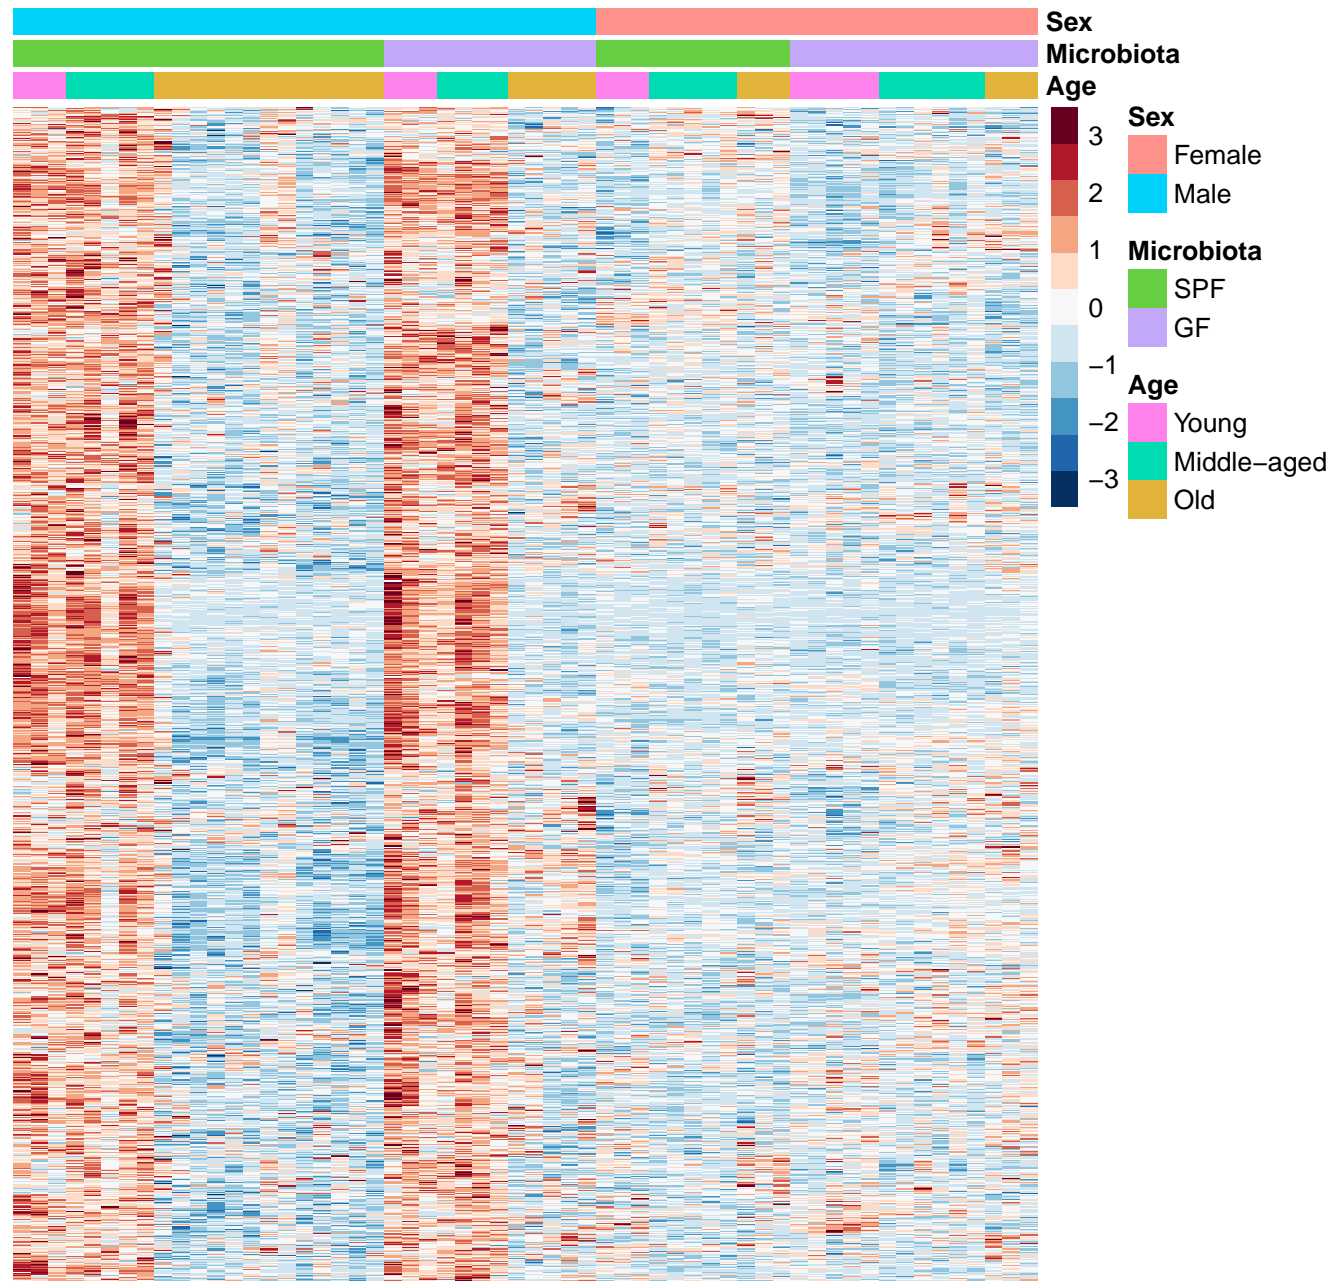 Sex
Microbiota
Age
3
2
1
0
−1
−2
−3
Sex
Female
Male
Microbiota
SPF
GF
Age
Young
Middle−aged
Old